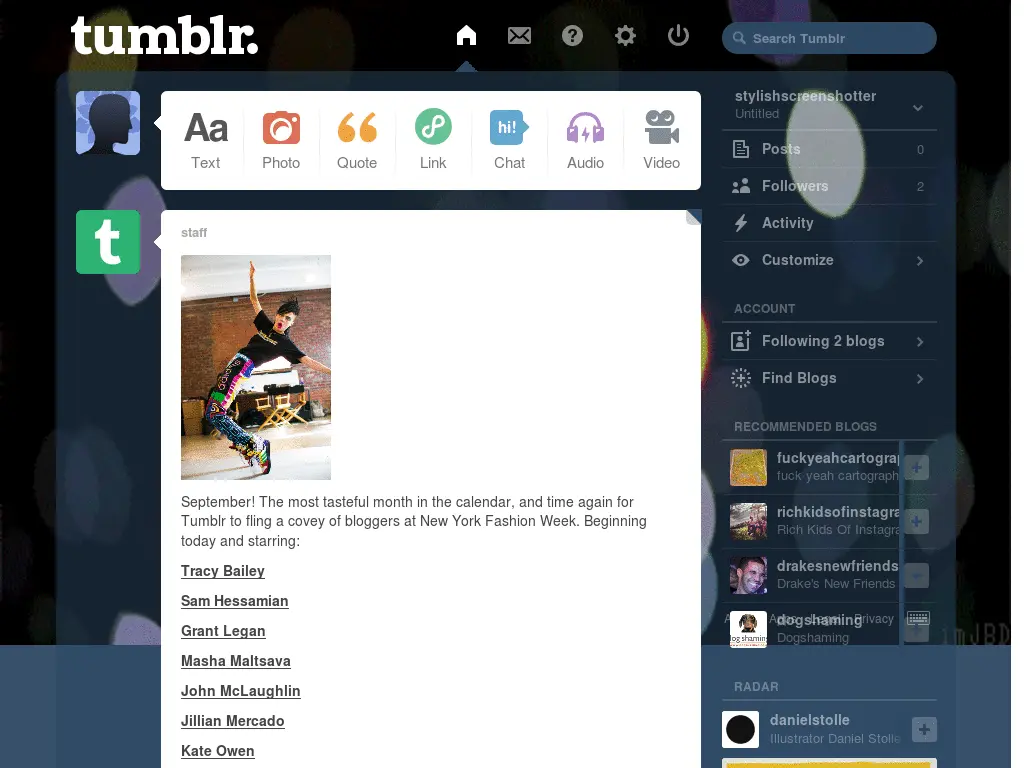 tumblr.
Search Tumblr
Aa
Text
Photo
Quote
Link
hi!
Chat
Audio
Video
staff
September! The most tasteful month in the calendar, and time again for
Tumblr to fling a covey of bloggers at New York Fashion Week. Beginning
today and starring:
Tracy Bailey
Sam Hessamian
Grant Legan
Masha Maltsava
John McLaughlin
Jillian Mercado
Kate Owen
stylishscreenshotter
Untitled
Posts 0
Followers 2
Activity
Customize
ACCOUNT
Following 2 blogs
Find Blogs
RECOMMENDED BLOGS
fuckyeahcartogra
fuck yeah cartograph
richkidsofinstagra
Rich Kids Of Instagra
drakesnewfriends
Drake's New Friends
dogshaming
Legal Privacy
Dogshaming
RADAR
danielstolle
Illustrator Daniel Stolle